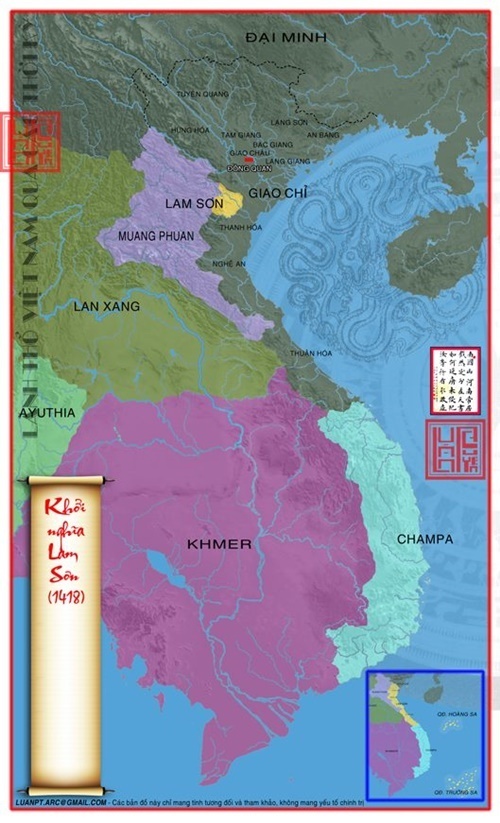 ĐẠI MINH
TUYÊN QUANG
LẠNG SƠN
HƯNG HÓA
TAM GIANG
AN BANG
BẮC GIANG
GIAO CHÂU
LẠNG GIANG
ĐÔNG QUAN
LAM SƠN
GIAO CHỈ
THANH HÓA
MUANG PHUAN
NGHỆ AN
LAN XANG
THUẬN HÓA
AYUTHIA
KHMER
CHAMPA
Khởi
nghĩa
Lam
Sơn
(1418)
QĐ. HOÀNG SA
QĐ. TRƯỜNG SA
LUANPT.ARC@GMAIL.COM - Các bản đồ này chỉ mang tính tương đối và tham khảo, không mang yếu tố chính trị
LÃNH THỔ VIỆT NAM QUA